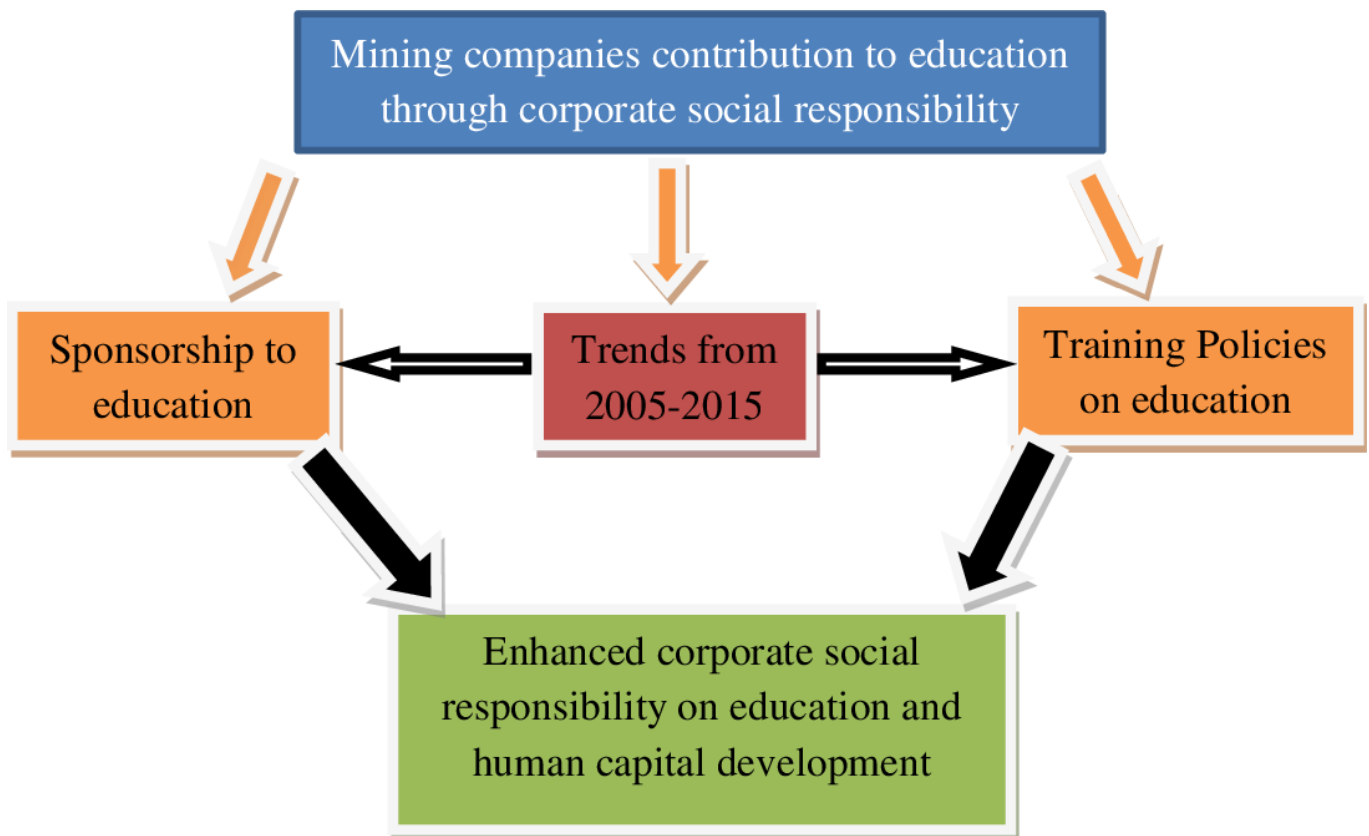 Mining companies contribution to education
through corporate social responsibility
Sponsorship to
education
Trends from
2005-2015
Training Policies
on education
Enhanced corporate social
responsibility on education and
human capital development